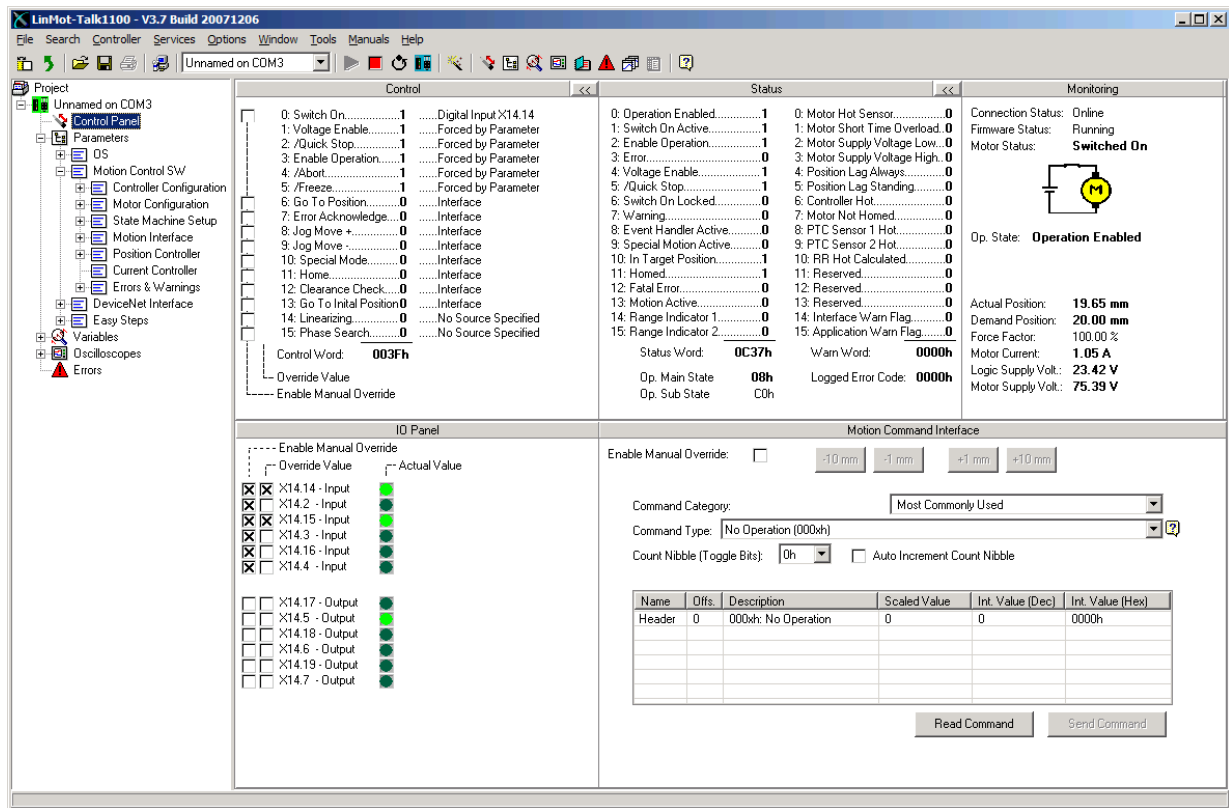 LinMot-Talk1100 - V3.7 Build 20071206
File Search Controller Services Options Window Tools Manuals Help
Unnamed on COM3
Project
Unnamed on COM3
Control Panel
Parameters
OS
Motion Control SW
Controller Configuration
Motor Configuration
State Machine Setup
Motion Interface
Position Controller
Current Controller
Errors & Warnings
DeviceNet Interface
Easy Steps
Variables
Oscilloscopes
Errors
Control <<
0: Switch On..........1 .....Digital Input X14.14
1: Voltage Enable.........1 ......Forced by Parameter
2: /Quick Stop............1 ......Forced by Parameter
3: Enable Operation.......1 ......Forced by Parameter
4: /Abort.................1 ......Forced by Parameter
5: /Freeze................1 ......Forced by Parameter
6: Go To Position.........0 ......Interface
7: Error Acknowledge....0 ......Interface
8: Jog Move +.............0 ......Interface
9: Jog Move -.............0 ......Interface
10: Special Mode..........0 ......Interface
11: Home..................0 ......Interface
12: Clearance Check.....0 ......Interface
13: Go To Inital Position0 ......Interface
14: Linearizing...........0 ......No Source Specified
15: Phase Search..........0 ......No Source Specified
Control Word: 003Fh
Override Value
Enable Manual Override
Status <<
0: Operation Enabled..........1
1: Switch On Active...........1
2: Enable Operation...........1
3: Error......................0
4: Voltage Enable.............1
5: /Quick Stop................1
6: Switch On Locked...........0
7: Warning....................0
8: Event Handler Active.......0
9: Special Motion Active......0
10: In Target Position........1
11: Homed.....................1
12: Fatal Error...............0
13: Motion Active.............0
14: Range Indicator 1.........0
15: Range Indicator 2.........0
Status Word: 0C37h
Op. Main State 08h
Op. Sub State C0h
0: Motor Hot Sensor...........0
1: Motor Short Time Overload..0
2: Motor Supply Voltage Low...0
3: Motor Supply Voltage High..0
4: Position Lag Always........0
5: Position Lag Standing......0
6: Controller Hot.............0
7: Motor Not Homed............0
8: PTC Sensor 1 Hot...........0
9: PTC Sensor 2 Hot...........0
10: RR Hot Calculated.........0
11: Reserved..................0
12: Reserved..................0
13: Reserved..................0
14: Interface Warn Flag.......0
15: Application Warn Flag.....0
Warn Word: 0000h
Logged Error Code: 0000h
Monitoring
Connection Status: Online
Firmware Status: Running
Motor Status: Switched On
M
Op. State: Operation Enabled
Actual Position: 19.65 mm
Demand Position: 20.00 mm
Force Factor: 100.00 %
Motor Current: 1.05 A
Logic Supply Volt.: 23.42 V
Motor Supply Volt.: 75.39 V
IO Panel
Enable Manual Override
Override Value Actual Value
X14.14 - Input
X14.2 - Input
X14.15 - Input
X14.3 - Input
X14.16 - Input
X14.4 - Input
X14.17 - Output
X14.5 - Output
X14.18 - Output
X14.6 - Output
X14.19 - Output
X14.7 - Output
Motion Command Interface
Enable Manual Override: -10 mm -1 mm +1 mm +10 mm
Command Category: Most Commonly Used
Command Type: No Operation (000xh)
Count Nibble (Toggle Bits): 0h Auto Increment Count Nibble
Name Offs. Description Scaled Value Int. Value (Dec) Int. Value (Hex)
Header 0 000xh: No Operation 0 0 0000h
Read Command Send Command